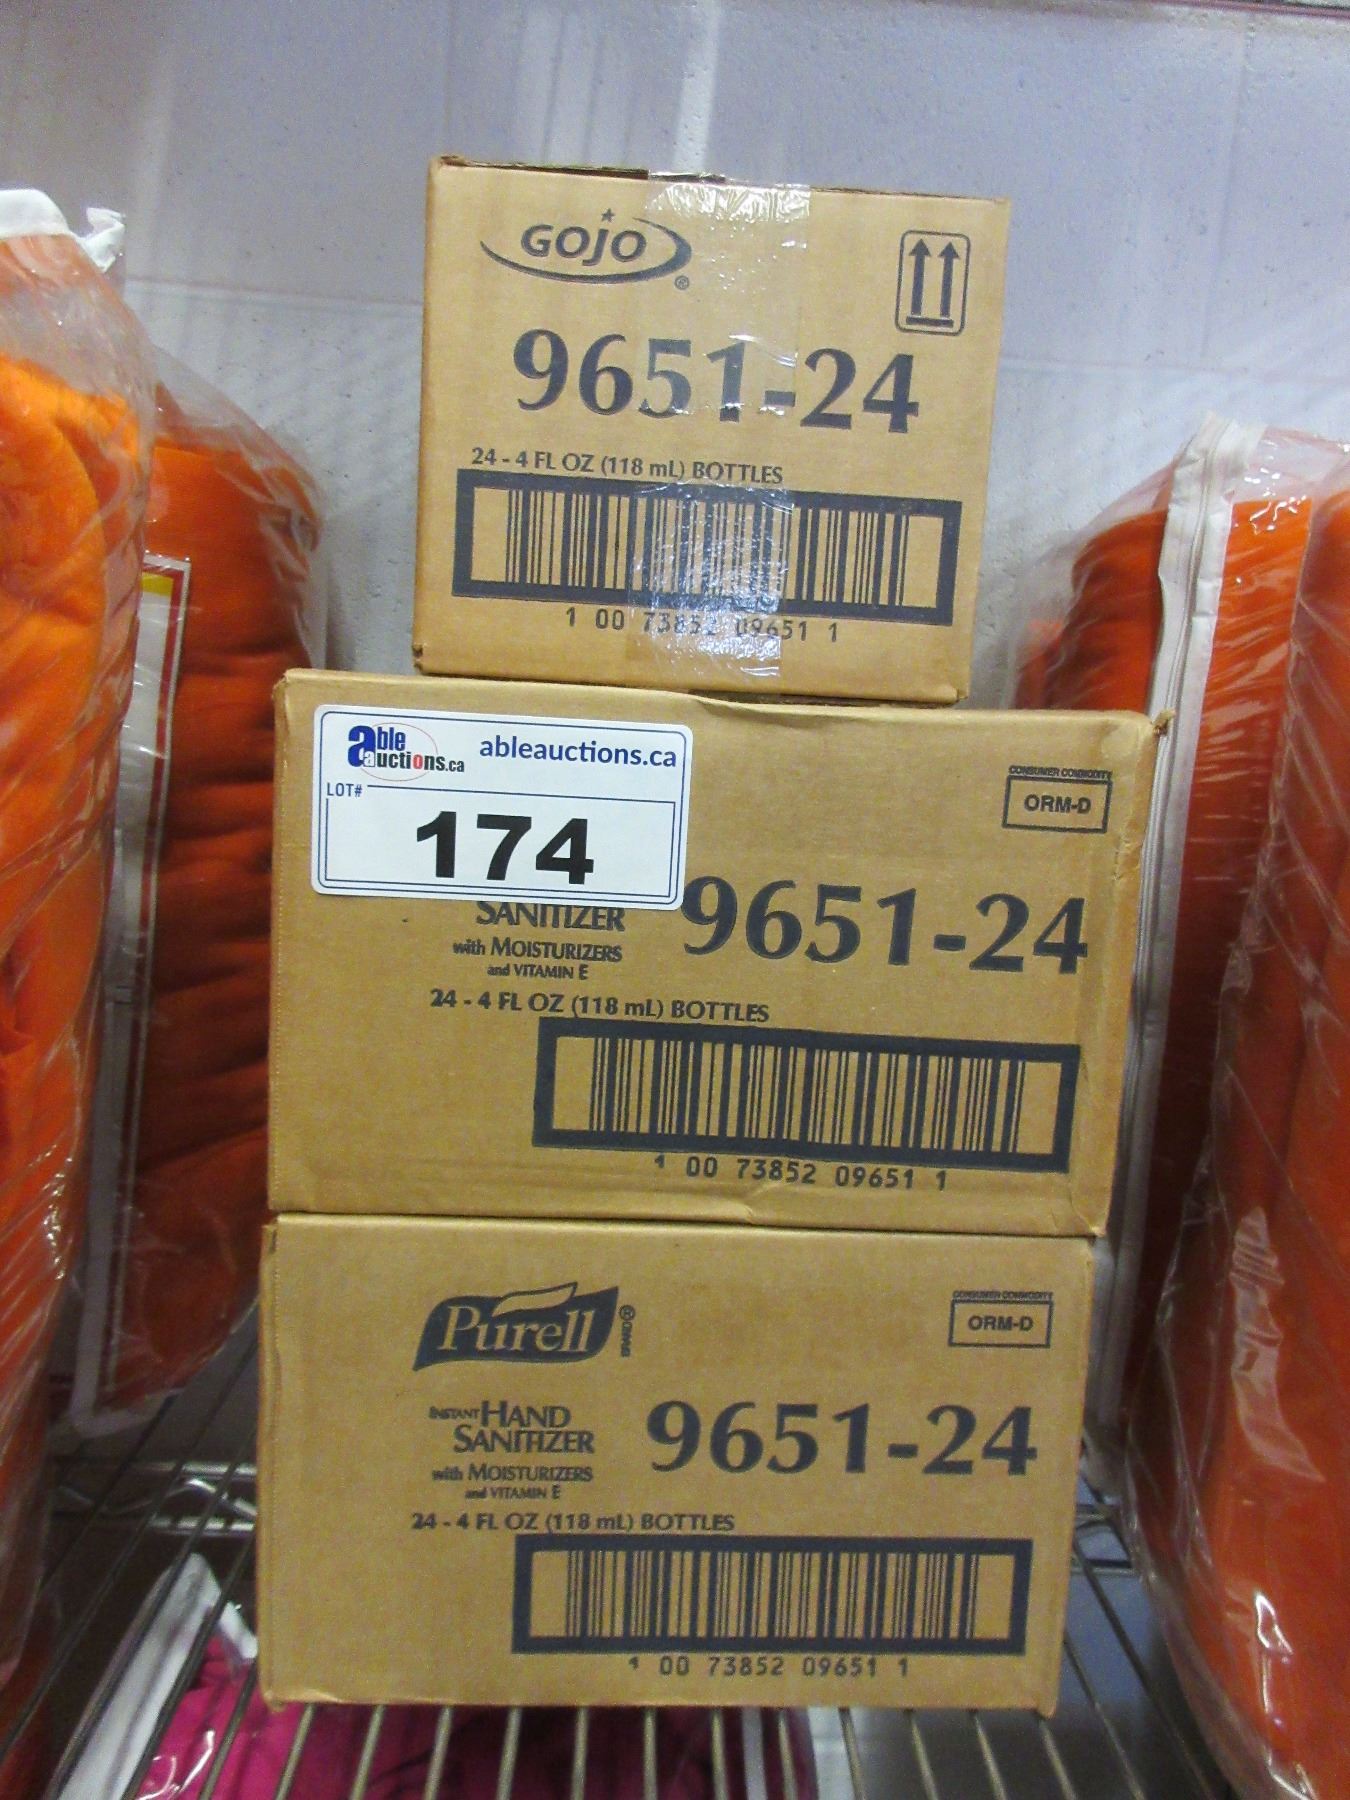 GOJO ®
9651-24
24 - 4 FL OZ (118 mL) BOTTLES
1 00 73852 09651 1
able auctions.ca ableauctions.ca
LOT#
174
CONSUMER COMMODITY
ORM-D
SANITIZER
with MOISTURIZERS
and VITAMIN E
9651-24
24 - 4 FL OZ (118 mL) BOTTLES
1 00 73852 09651 1
Purell ® BRAND
CONSUMER COMMODITY
ORM-D
INSTANT HAND
SANITIZER
with MOISTURIZERS
and VITAMIN E
9651-24
24 - 4 FL OZ (118 mL) BOTTLES
1 00 73852 09651 1